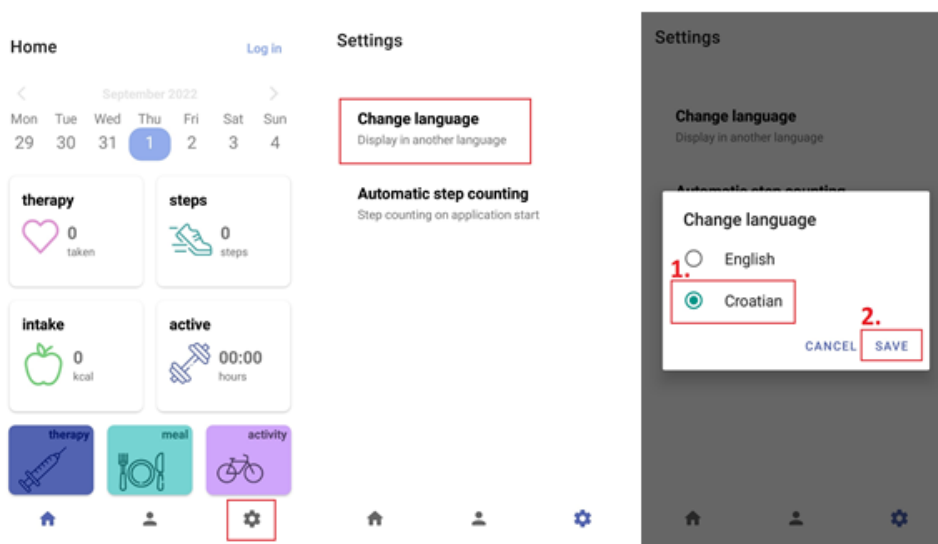 Home Log in
September 2022
Mon Tue Wed Thu Fri Sat Sun
29 30 31 1 2 3 4
therapy
0
taken
steps
0
steps
intake
0
kcal
active
00:00
hours
therapy
meal
activity
Settings
Change language
Display in another language
Automatic step counting
Step counting on application start
Settings
Change language
Display in another language
Automatic step counting
Change language
English
1.
Croatian
2.
CANCEL SAVE